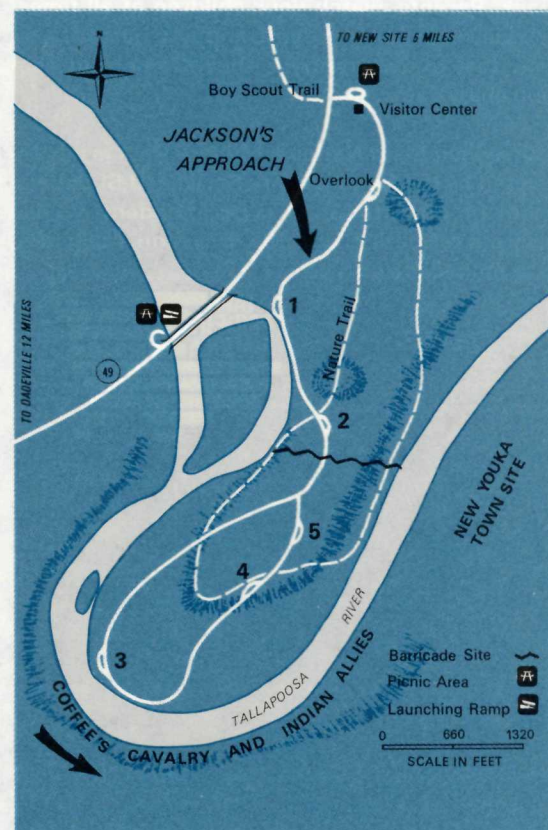 N
TO NEW SITE 6 MILES
Boy Scout Trail
Visitor Center
JACKSON'S
APPROACH
Overlook
1
Nature Trail
TO DADEVILLE 12 MILES
49
2
NEW YOUKA
TOWN SITE
5
4
3
TALLAPOOSA RIVER
COFFEE'S CAVALRY AND INDIAN ALLIES
Barricade Site
Picnic Area
Launching Ramp
0 660 1320
SCALE IN FEET